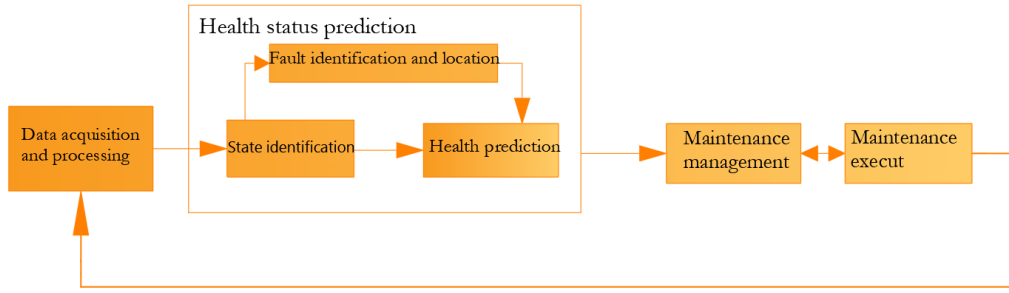 Health status prediction
Fault identification and location
Data acquisition
and processing
State identification
Health prediction
Maintenance
management
Maintenance
execut